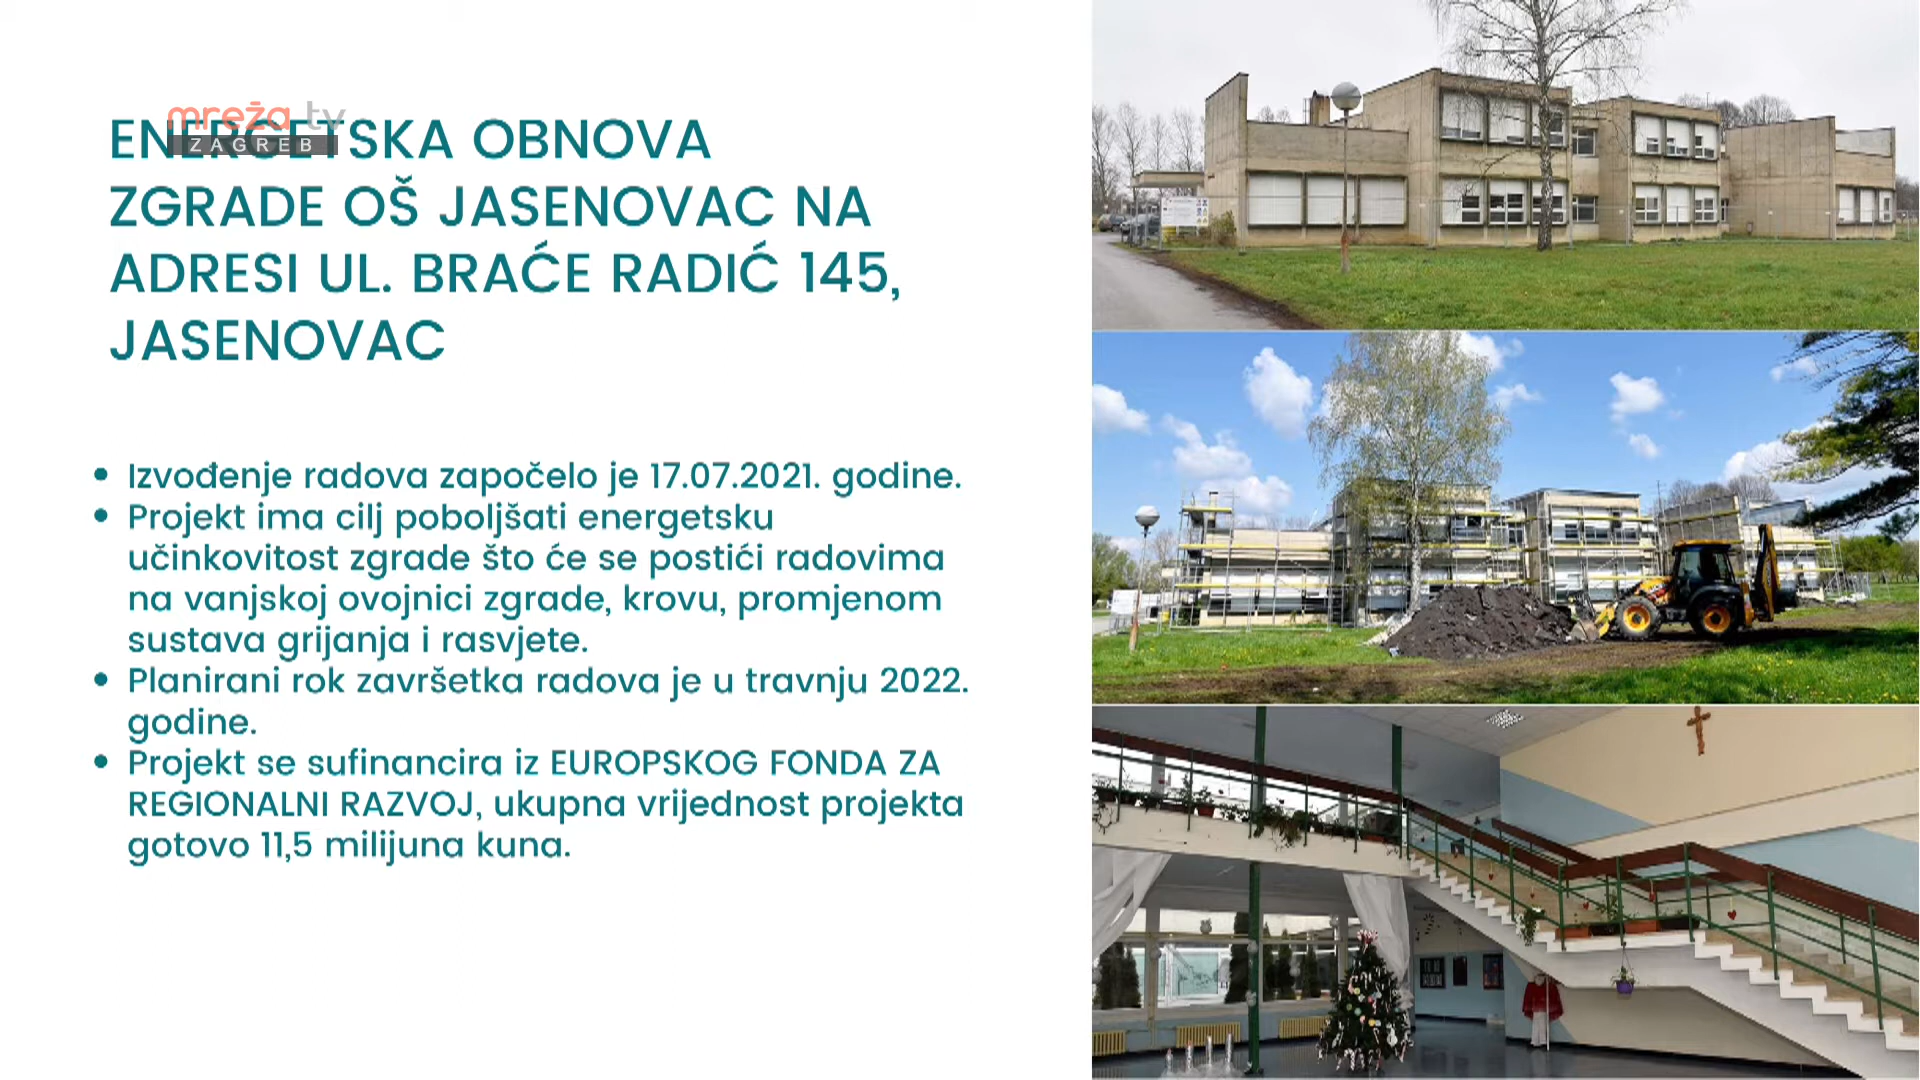 mreža tv
ZAGREB
ENERGETSKA OBNOVA
ZGRADE OŠ JASENOVAC NA
ADRESI UL. BRAĆE RADIĆ 145,
JASENOVAC
• Izvođenje radova započelo je 17.07.2021. godine.
• Projekt ima cilj poboljšati energetsku
učinkovitost zgrade što će se postići radovima
na vanjskoj ovojnici zgrade, krovu, promjenom
sustava grijanja i rasvjete.
• Planirani rok završetka radova je u travnju 2022.
godine.
• Projekt se sufinancira iz EUROPSKOG FONDA ZA
REGIONALNI RAZVOJ, ukupna vrijednost projekta
gotovo 11,5 milijuna kuna.